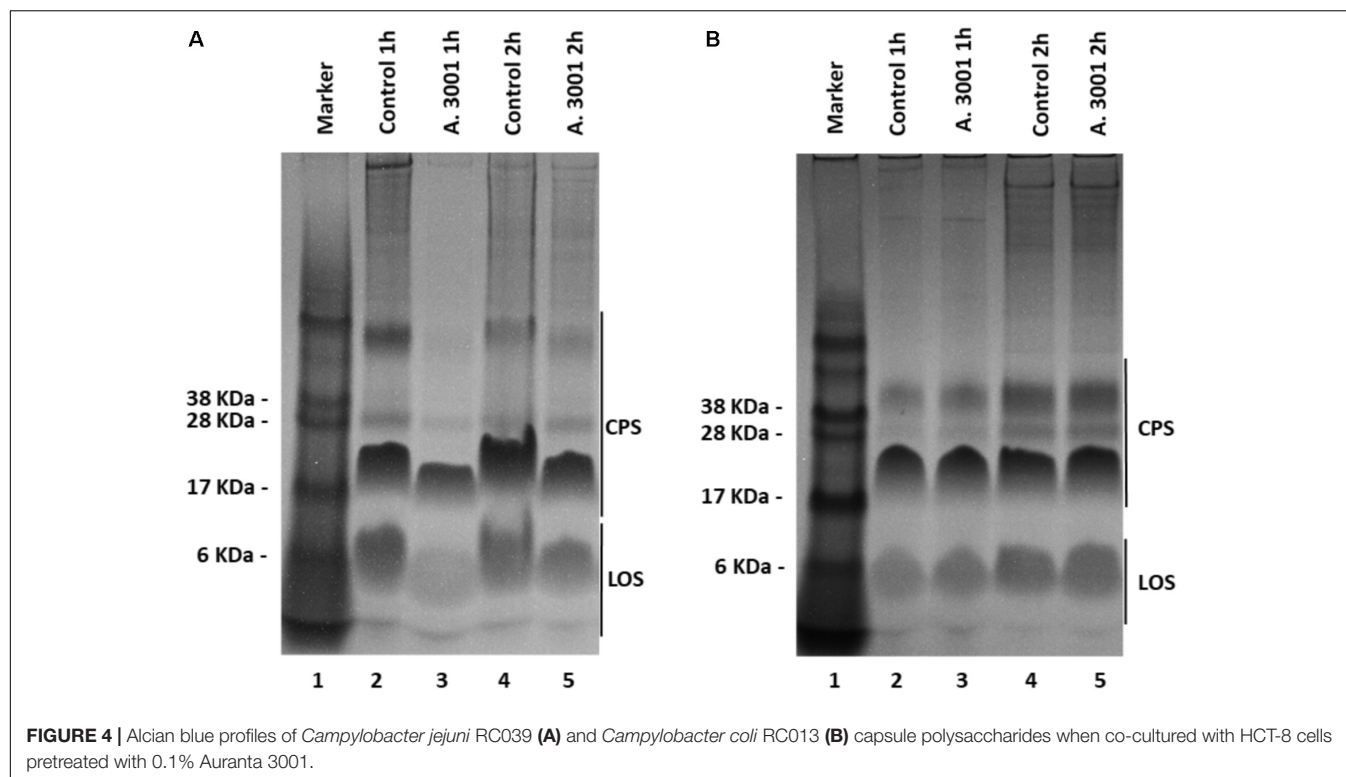 A
Marker
Control 1h
A. 3001 1h
Control 2h
A. 3001 2h
38 KDa -
28 KDa -
17 KDa -
6 KDa -
CPS
LOS
1 2 3 4 5
B
Marker
Control 1h
A. 3001 1h
Control 2h
A. 3001 2h
38 KDa -
28 KDa -
17 KDa -
6 KDa -
CPS
LOS
1 2 3 4 5
FIGURE 4 | Alcian blue profiles of Campylobacter jejuni RC039 (A) and Campylobacter coli RC013 (B) capsule polysaccharides when co-cultured with HCT-8 cells
pretreated with 0.1% Auranta 3001.